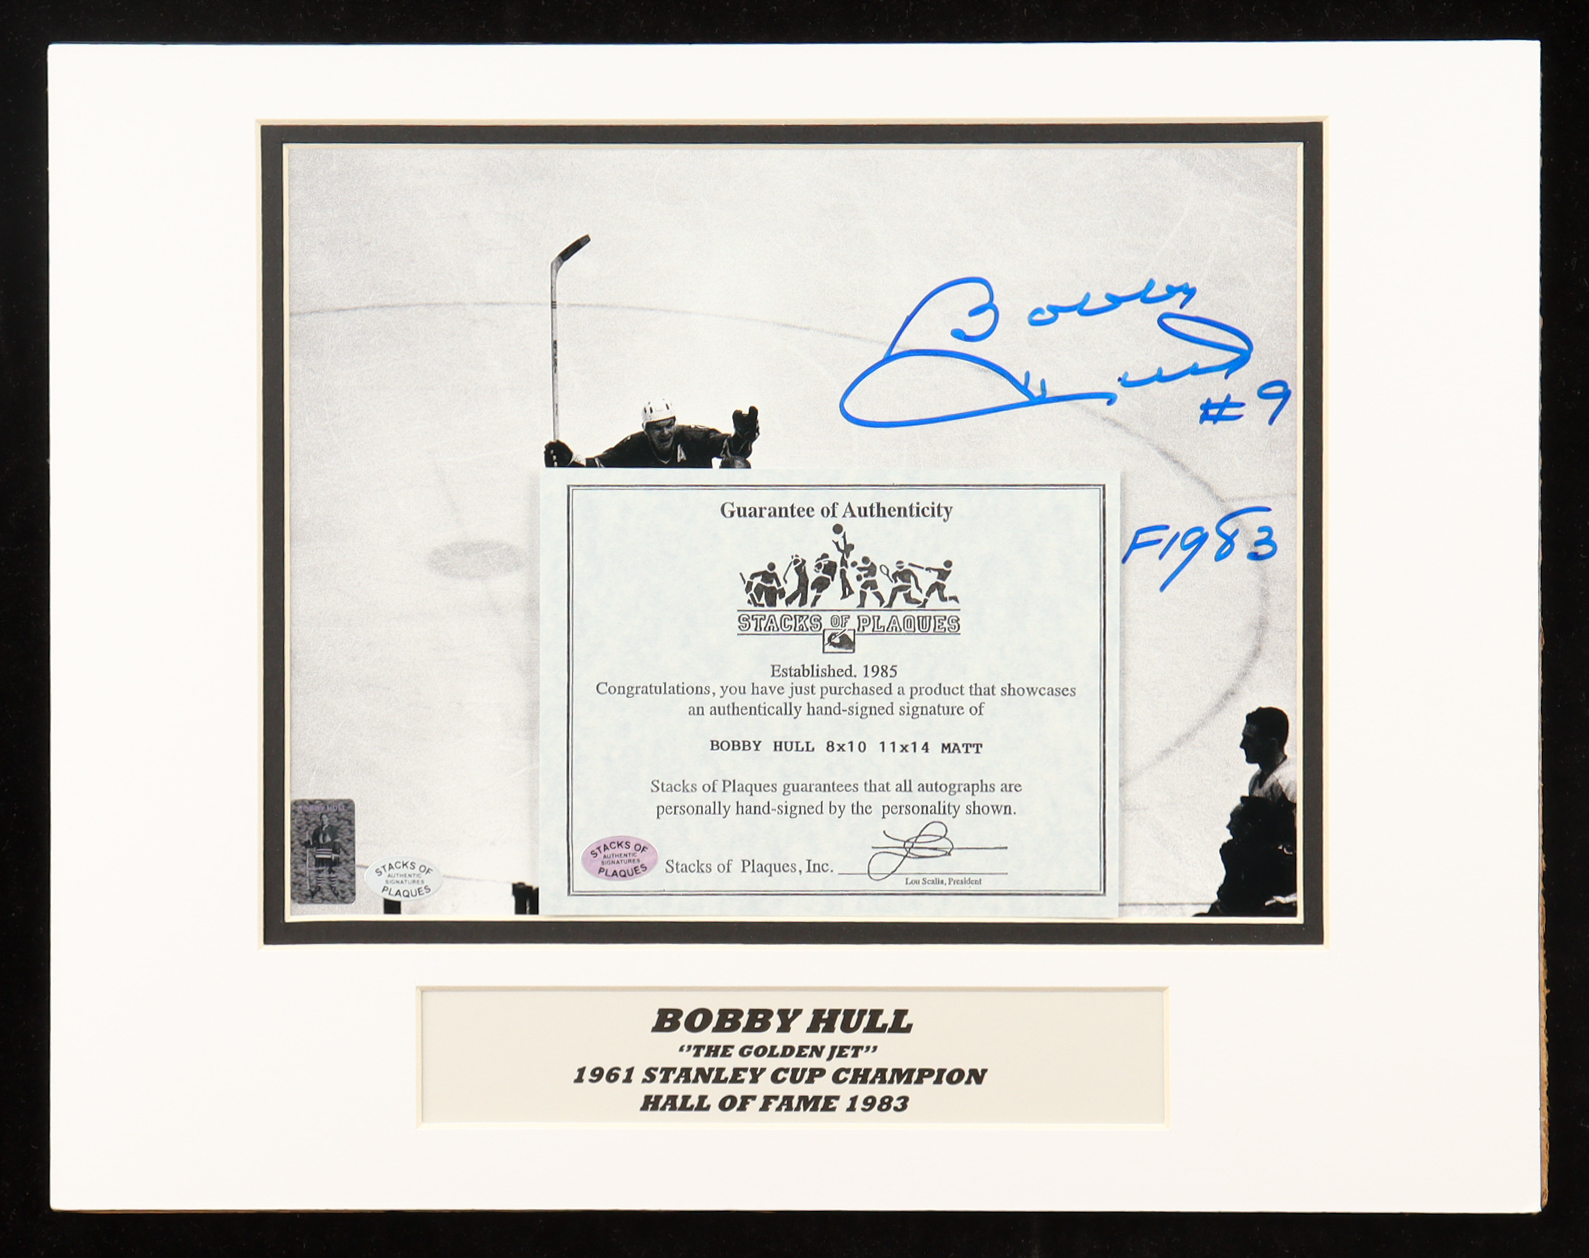 Bobby
Hull
#9
F1983
Guarantee of Authenticity
STACKS OF PLAQUES
Established. 1985
Congratulations, you have just purchased a product that showcases
an authentically hand-signed signature of
BOBBY HULL 8x10 11x14 MATT
Stacks of Plaques guarantees that all autographs are
personally hand-signed by the personality shown.
STACKS OF
AUTHENTIC
SIGNATURES
PLAQUES
Stacks of Plaques, Inc.
Lou Scalia, President
BOBBY HULL
STACKS OF
AUTHENTIC
SIGNATURES
PLAQUES
BOBBY HULL
"THE GOLDEN JET"
1961 STANLEY CUP CHAMPION
HALL OF FAME 1983